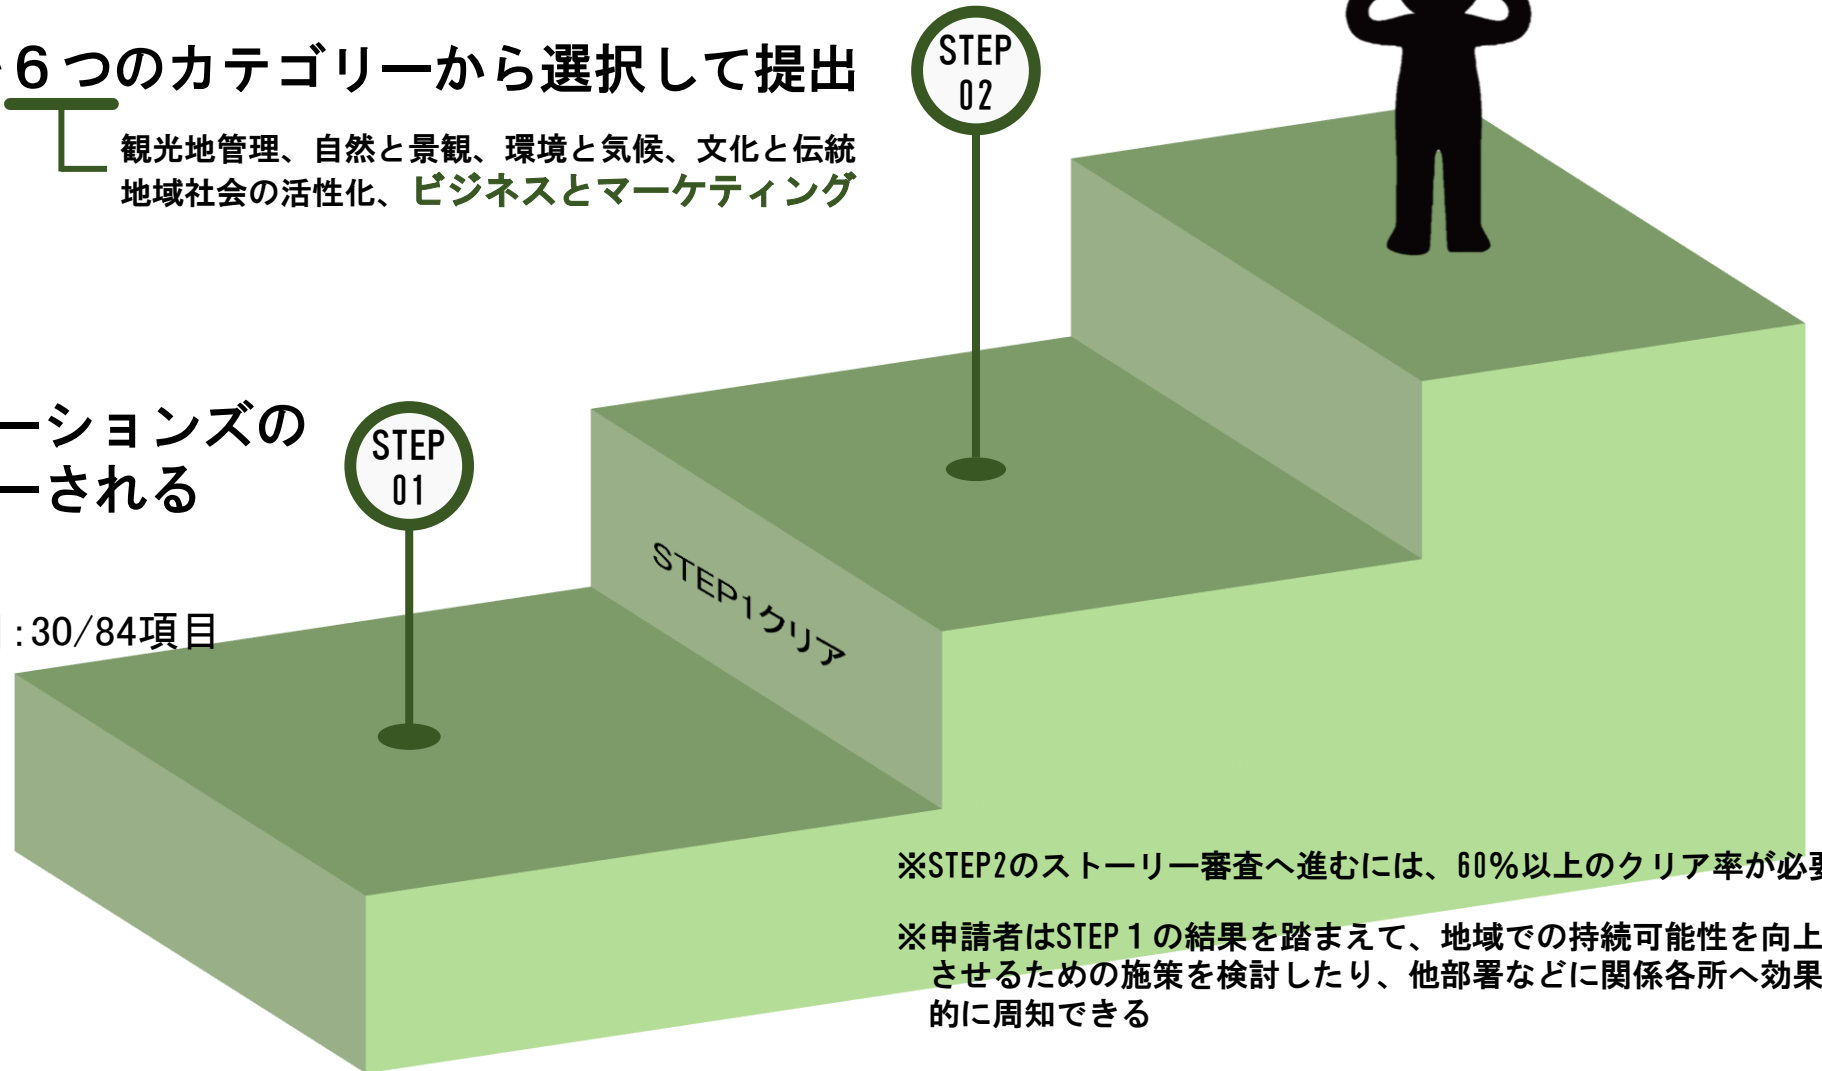 ６つのカテゴリーから選択して提出
観光地管理、自然と景観、環境と気候、文化と伝統
地域社会の活性化、ビジネスとマーケティング
STEP
02
ーションズの
ーされる
STEP
01
:30/84項目
STEP1クリア
※STEP2のストーリー審査へ進むには、60%以上のクリア率が必要
※申請者はSTEP１の結果を踏まえて、地域での持続可能性を向上
させるための施策を検討したり、他部署などに関係各所へ効果
的に周知できる